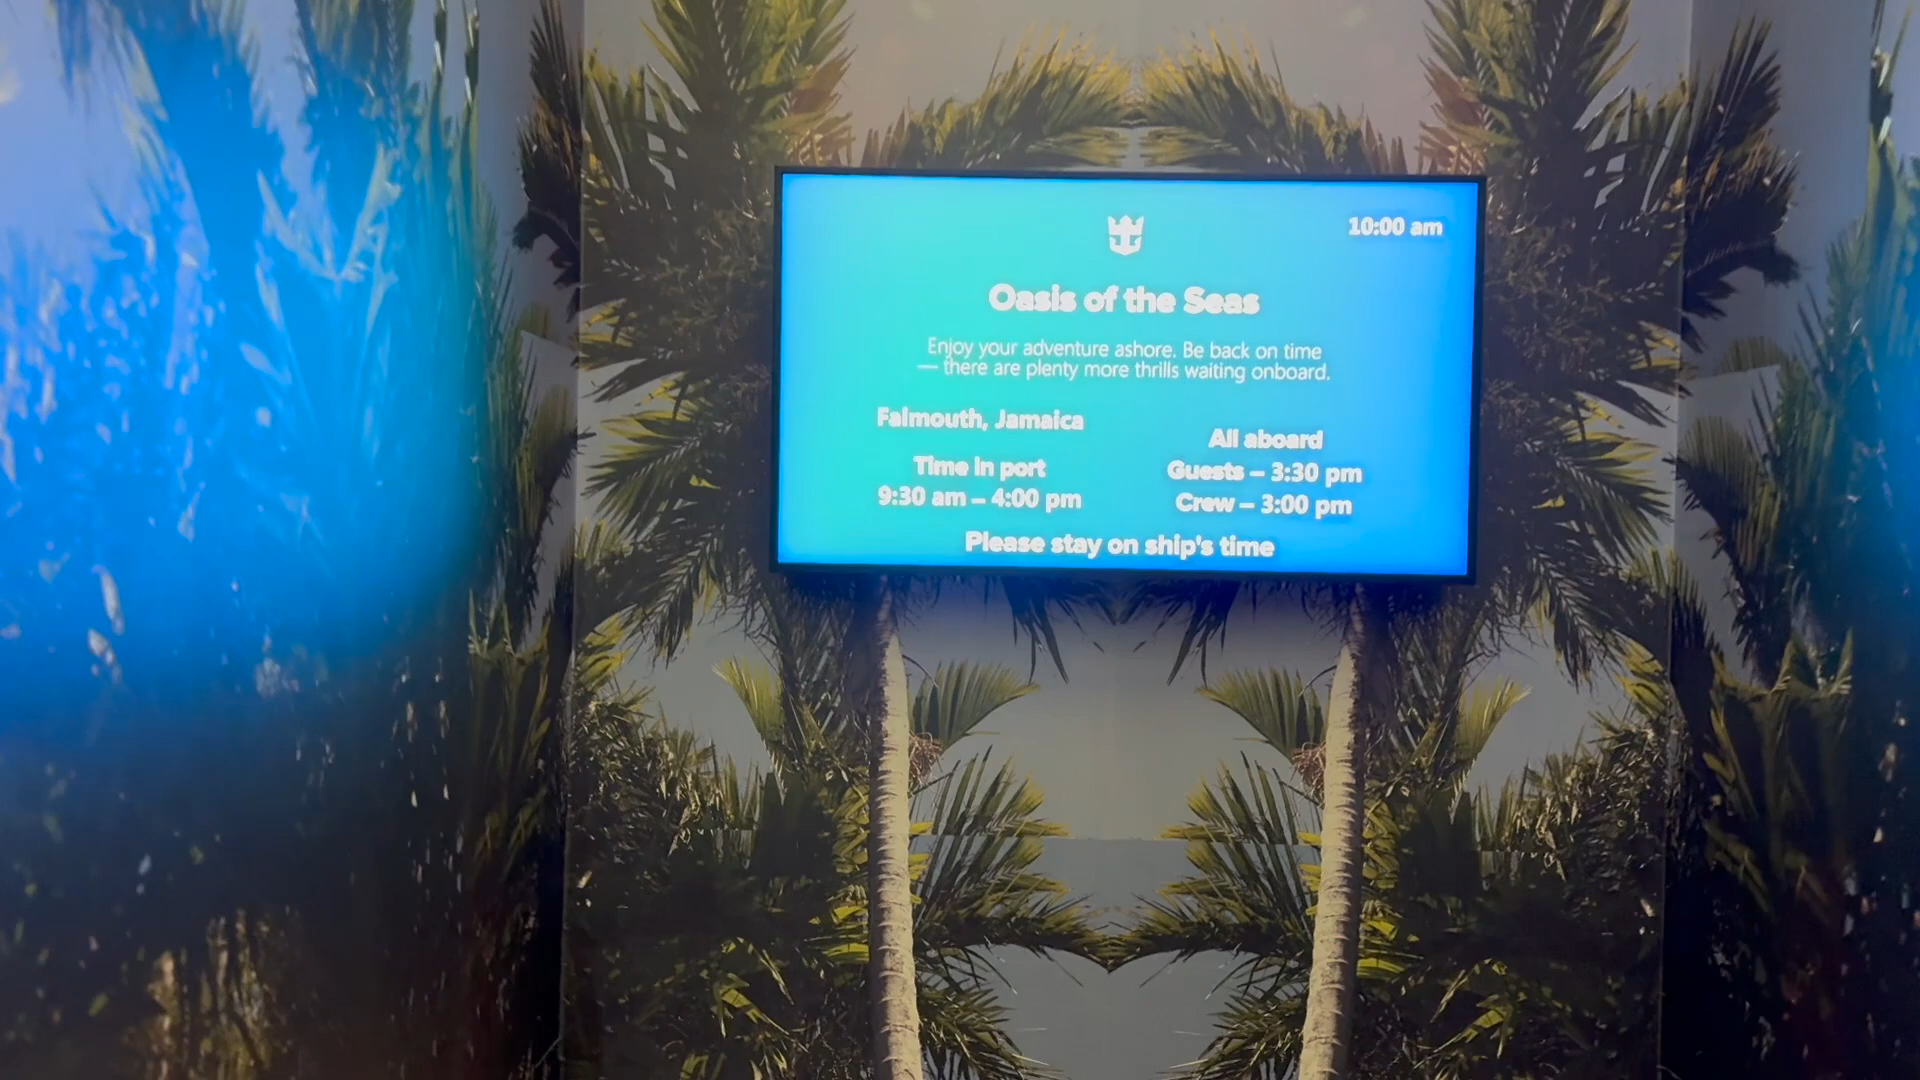 10:00 am
Oasis of the Seas
Enjoy your adventure ashore. Be back on time
— there are plenty more thrills waiting onboard.
Falmouth, Jamaica
Time in port
9:30 am – 4:00 pm
All aboard
Guests – 3:30 pm
Crew – 3:00 pm
Please stay on ship's time